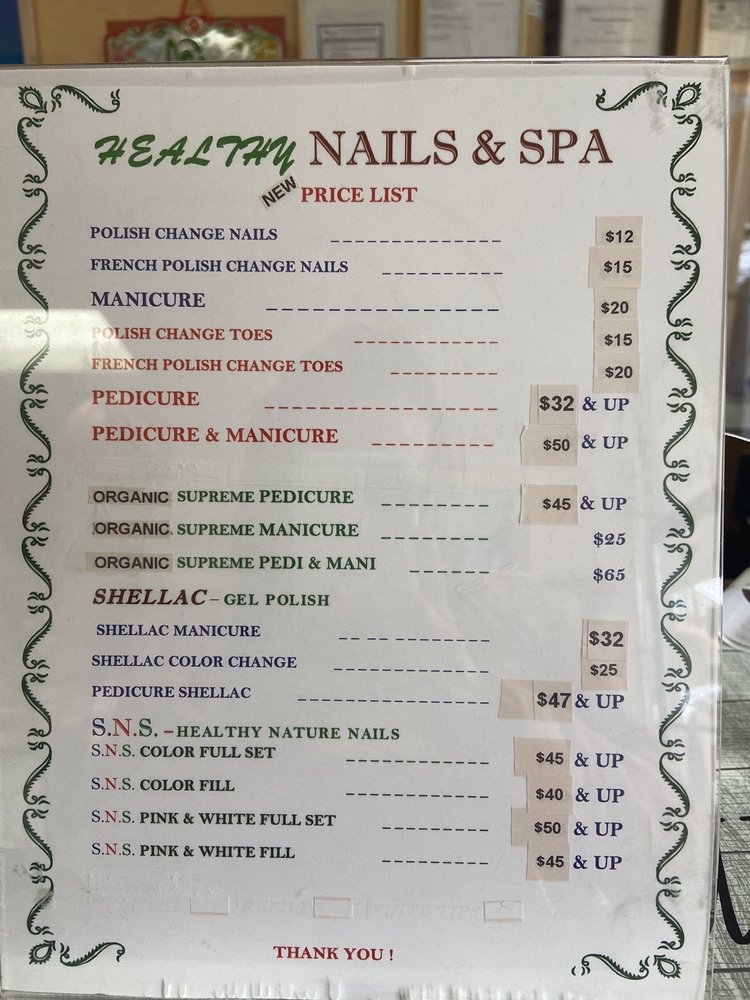 HEALTHY NAILS & SPA
NEW PRICE LIST
POLISH CHANGE NAILS $12
FRENCH POLISH CHANGE NAILS $15
MANICURE $20
POLISH CHANGE TOES $15
FRENCH POLISH CHANGE TOES $20
PEDICURE $32 & UP
PEDICURE & MANICURE $50 & UP
ORGANIC SUPREME PEDICURE $45 & UP
ORGANIC SUPREME MANICURE $25
ORGANIC SUPREME PEDI & MANI $65
SHELLAC – GEL POLISH
SHELLAC MANICURE $32
SHELLAC COLOR CHANGE $25
PEDICURE SHELLAC $47 & UP
S.N.S. – HEALTHY NATURE NAILS
S.N.S. COLOR FULL SET $45 & UP
S.N.S. COLOR FILL $40 & UP
S.N.S. PINK & WHITE FULL SET $50 & UP
S.N.S. PINK & WHITE FILL $45 & UP
THANK YOU !